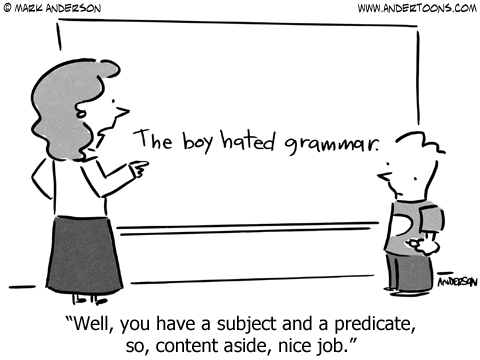 © MARK ANDERSON
WWW.ANDERTOONS.COM
The boy hated grammar.
ANDERSON
“Well, you have a subject and a predicate,
so, content aside, nice job.”